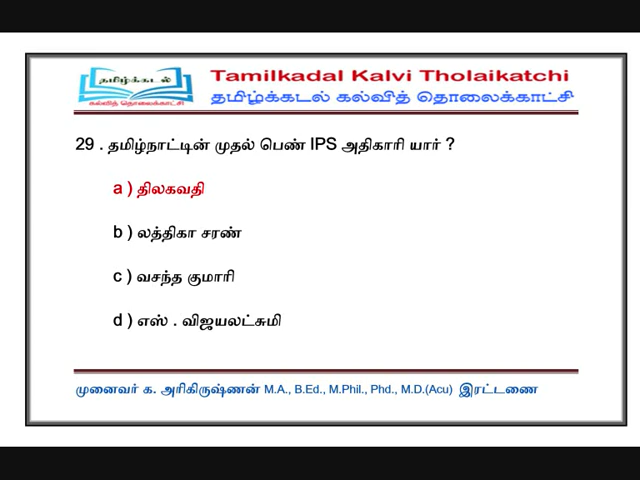 தமிழ்க்கடல்
கல்வித் தொலைகாட்சி
Tamilkadal Kalvi Tholaikatchi
தமிழ்க்கடல் கல்வித் தொலைக்காட்சி
29 . தமிழ்நாட்டின் முதல் பெண் IPS அதிகாரி யார் ?
a ) திலகவதி
b ) லத்திகா சரண்
c ) வசந்த குமாரி
d ) எஸ் . விஜயலட்சுமி
முனைவர் க. அரிகிருஷ்ணன் M.A., B.Ed., M.Phil., Phd., M.D.(Acu) இரட்டணை